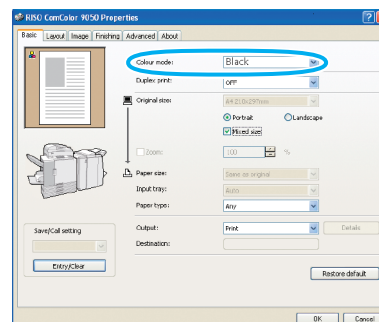 RISO ComColor 9050 Properties
Basic Layout Image Finishing Advanced About
Colour mode: Black
Duplex print: OFF
Original size: A4 210x297mm
Portrait Landscape
Mixed size
Zoom: 100 %
Paper size: Same as original
Input tray: Auto
Paper type: Any
Save/Call setting
Output: Print Details
Destination:
Entry/Clear
Restore default
OK Cancel